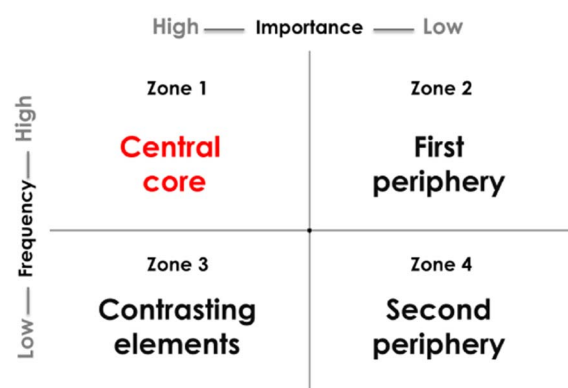 High Importance Low
Zone 1
Zone 2
Central
core
First
periphery
High
Frequency
Low
Zone 3
Zone 4
Contrasting
elements
Second
periphery